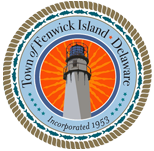 Town of Fenwick Island • Delaware
Incorporated 1953